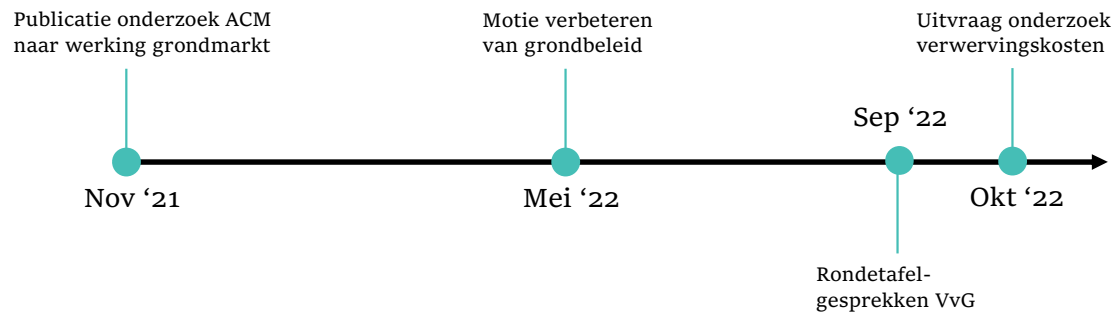 Publicatie onderzoek ACM
naar werking grondmarkt
Nov ‘21
Motie verbeteren
van grondbeleid
Mei ‘22
Sep ‘22
Rondetafel-
gesprekken VvG
Uitvraag onderzoek
verwervingskosten
Okt ‘22